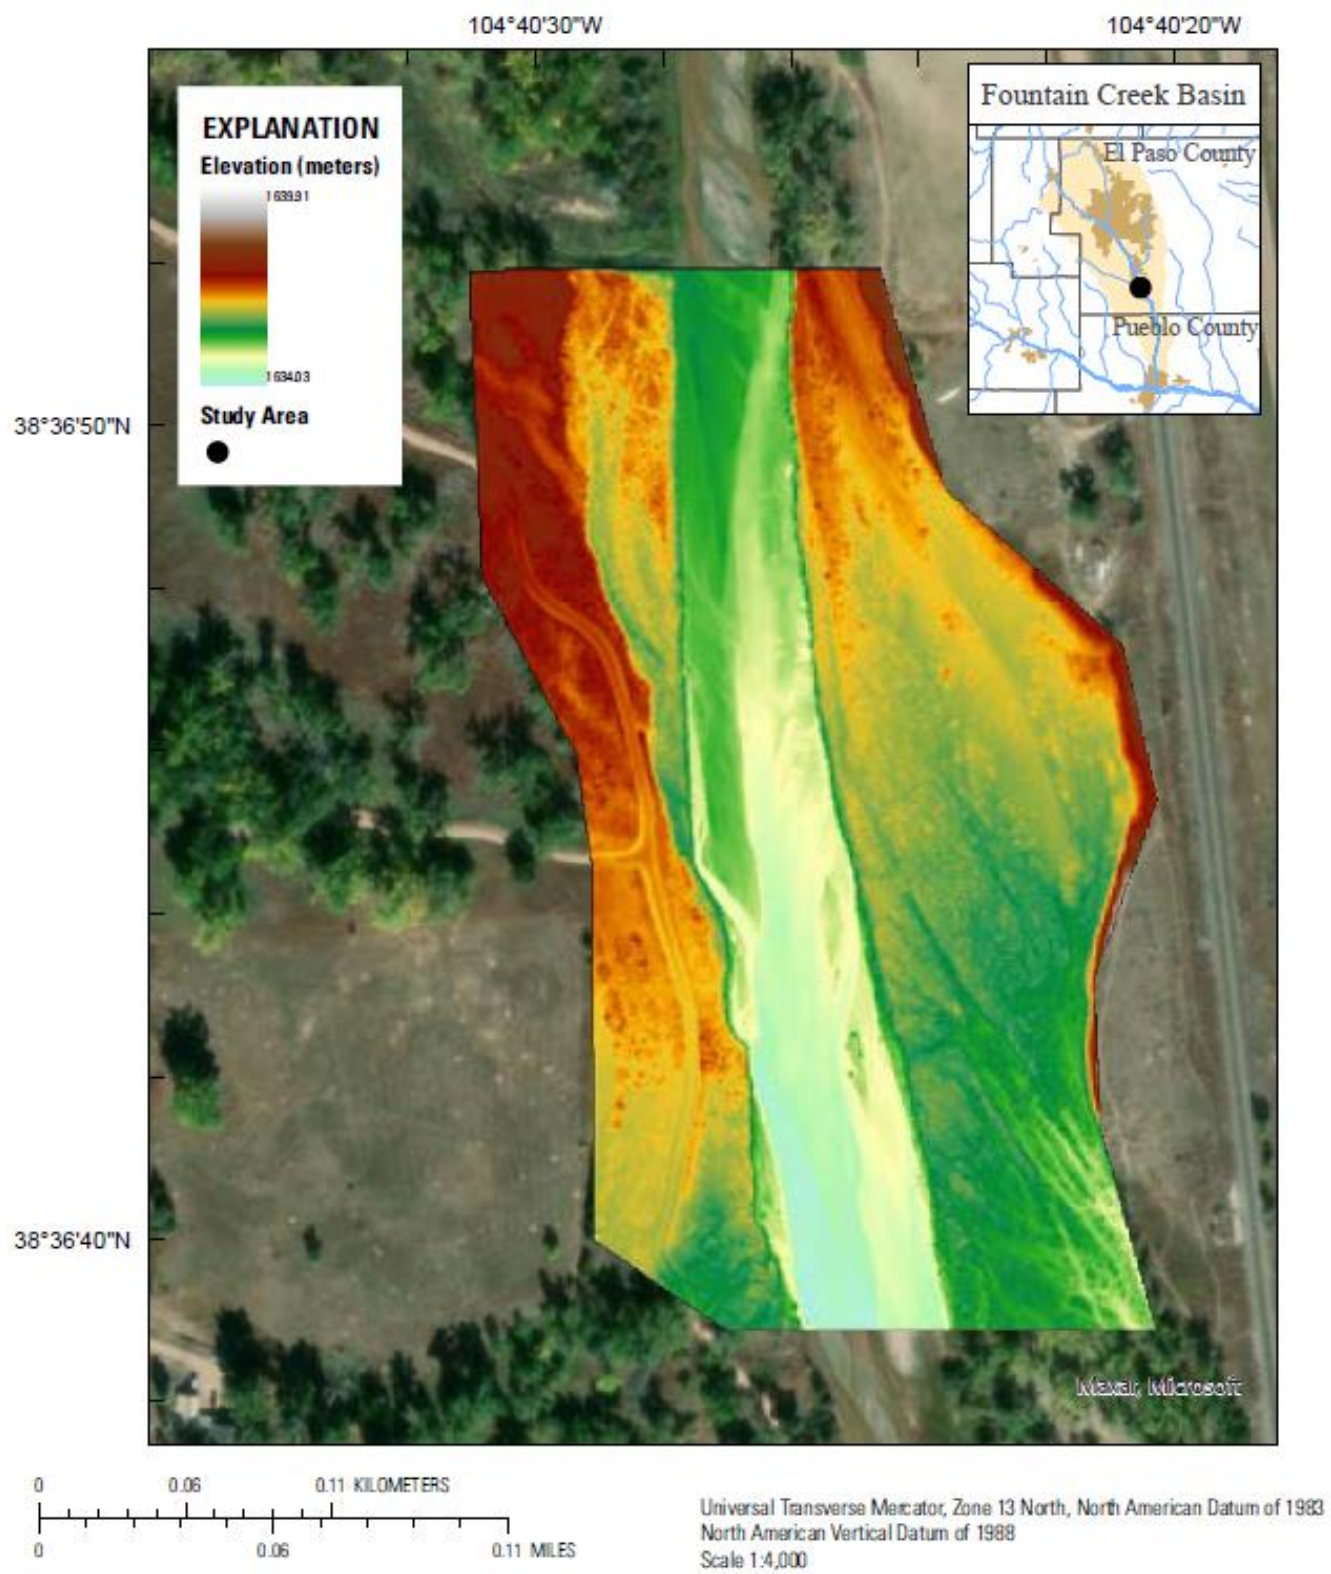 104°40'30"W 104°40'20"W
EXPLANATION
Elevation (meters)
1639.91
1634.03
Study Area
Fountain Creek Basin
El Paso County
Pueblo County
38°36'50"N
38°36'40"N
Maxar, Microsoft
0 0.06 0.11 KILOMETERS
0 0.06 0.11 MILES
Universal Transverse Mercator, Zone 13 North, North American Datum of 1983
North American Vertical Datum of 1988
Scale 1:4,000